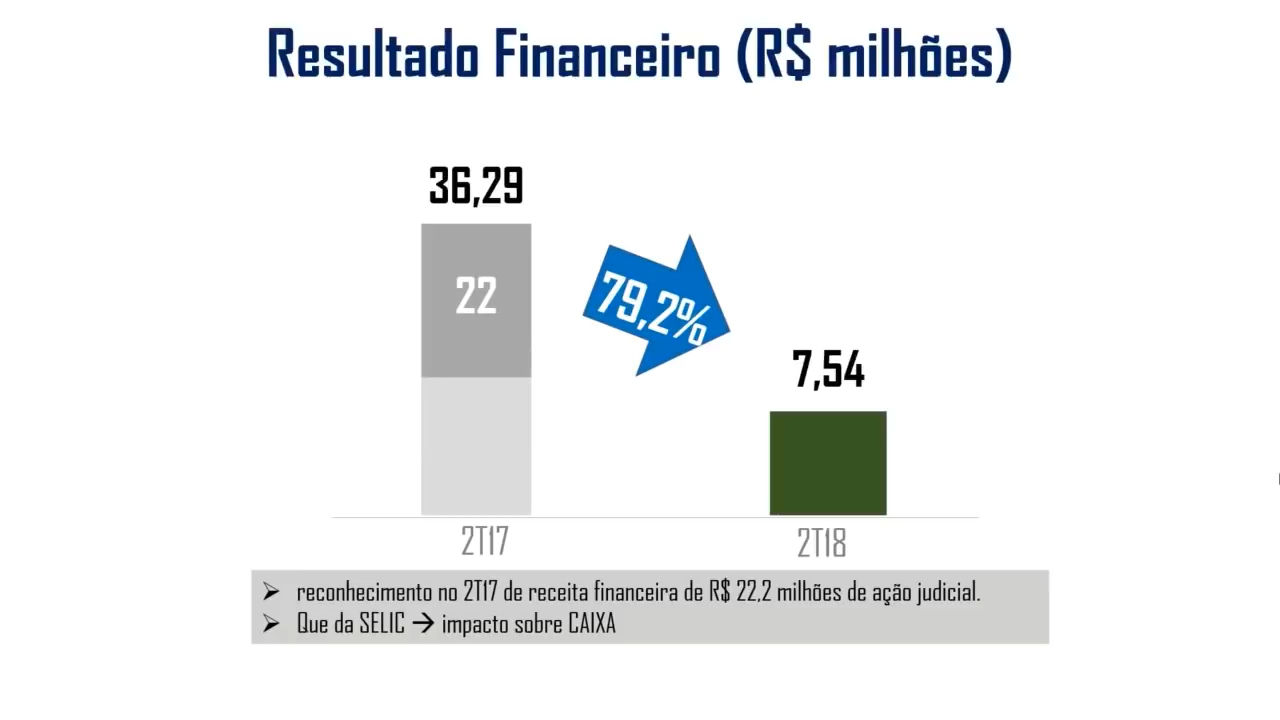 Resultado Financeiro (R$ milhões)
36,29
22
79,2%
7,54
2T17
2T18
➢ reconhecimento no 2T17 de receita financeira de R$ 22,2 milhões de ação judicial.
➢ Que da SELIC → impacto sobre CAIXA